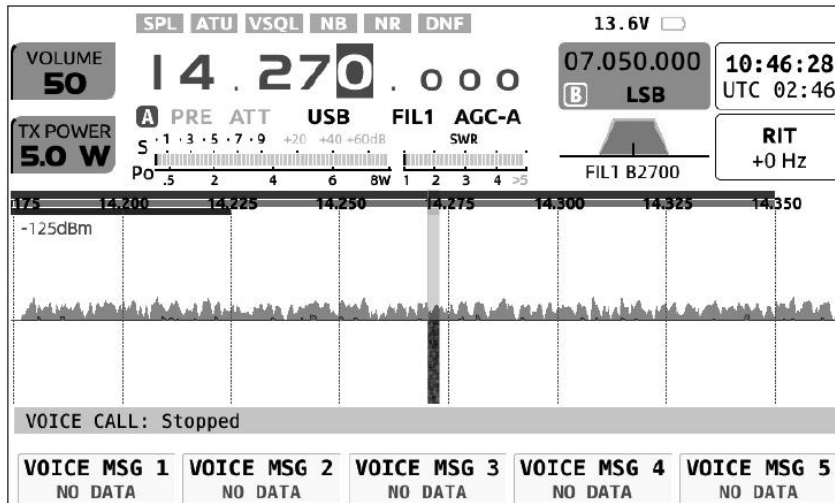 SPL ATU VSQL NB NR DNF 13.6V
VOLUME
50
14.270.000
07.050.000
B LSB
10:46:28
UTC 02:46
A PRE ATT USB FIL1 AGC-A
TX POWER
5.0 W
S ·1 ·3 ·5 ·7 ·9 +20 +40 +60dB SWR
Po .5 2 4 6 8W 1 2 3 4 >5
FIL1 B2700
RIT
+0 Hz
175 14.200 14.225 14.250 14.275 14.300 14.325 14.350
-125dBm
VOICE CALL: Stopped
VOICE MSG 1 VOICE MSG 2 VOICE MSG 3 VOICE MSG 4 VOICE MSG 5
NO DATA NO DATA NO DATA NO DATA NO DATA